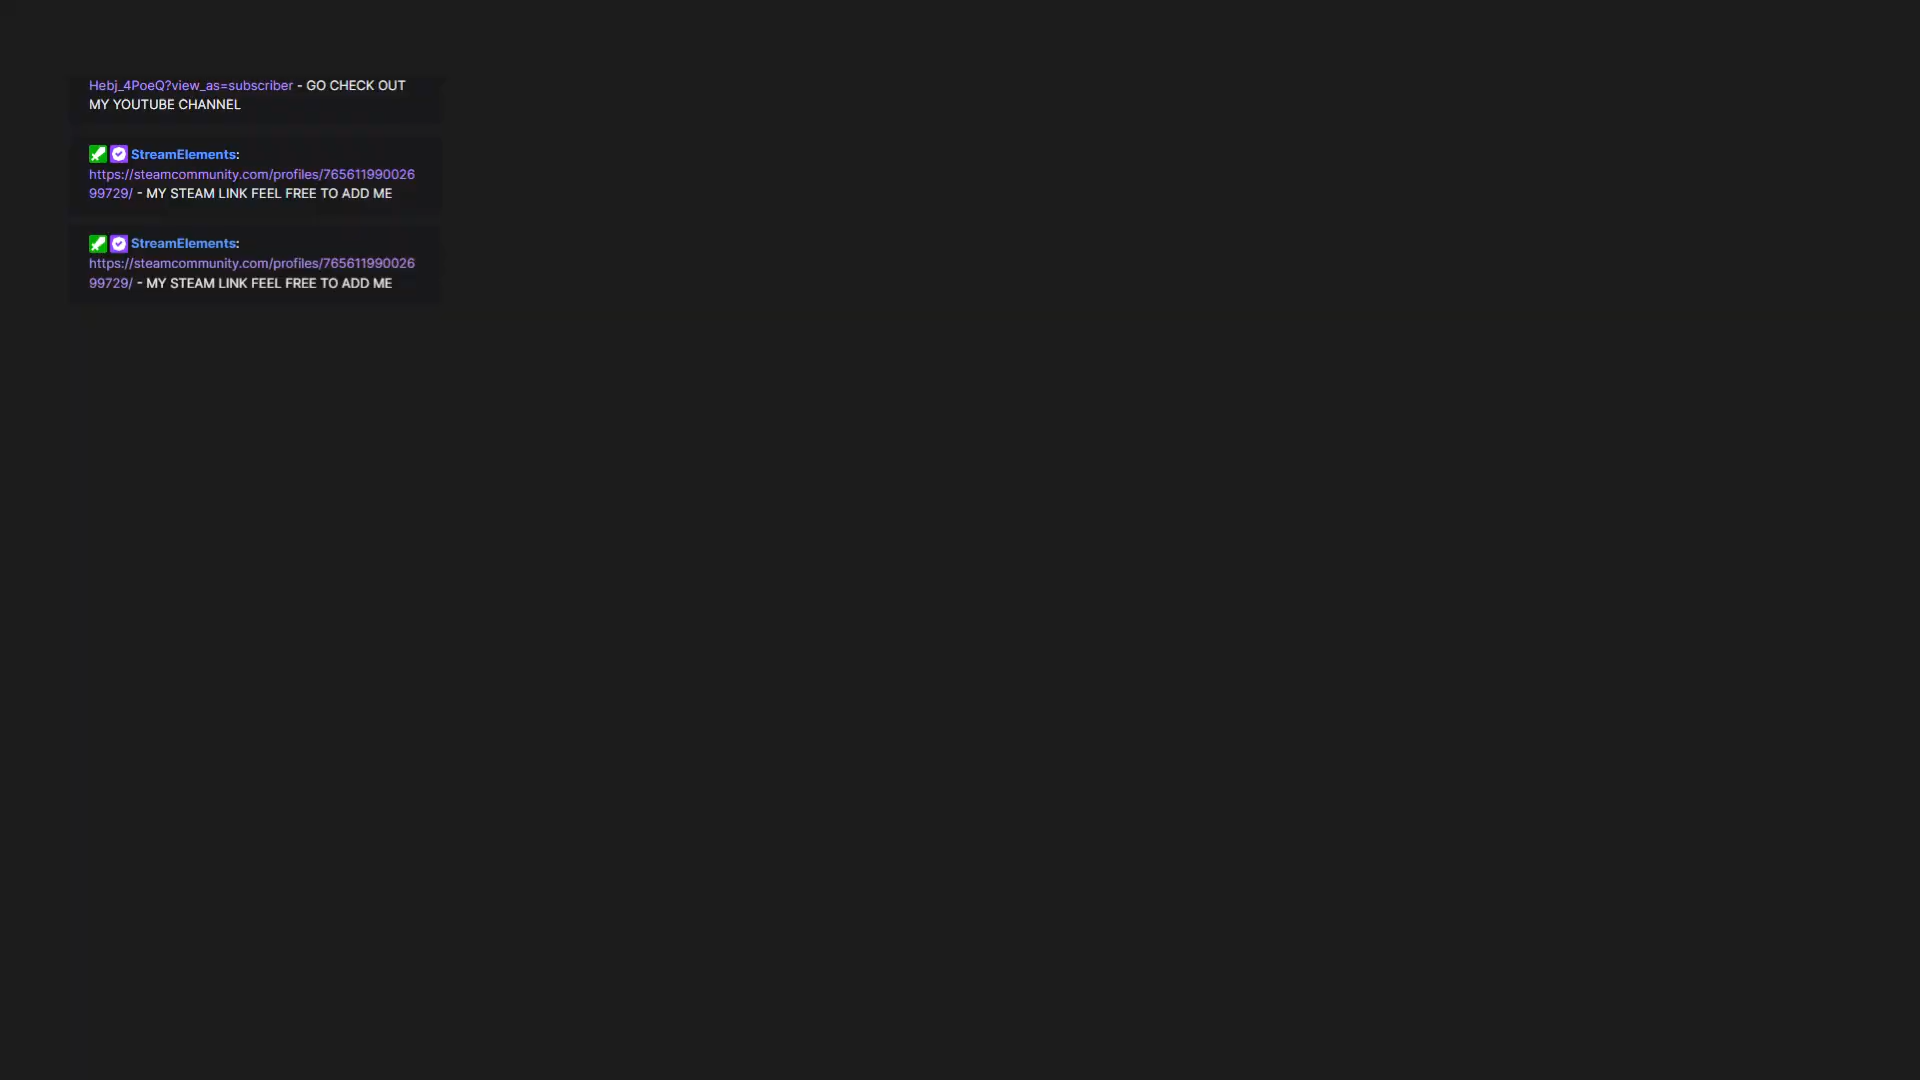 Hebj_4PoeQ?view_as=subscriber - GO CHECK OUT
MY YOUTUBE CHANNEL
StreamElements:
https://steamcommunity.com/profiles/765611990026
99729/ - MY STEAM LINK FEEL FREE TO ADD ME
StreamElements:
https://steamcommunity.com/profiles/765611990026
99729/ - MY STEAM LINK FEEL FREE TO ADD ME